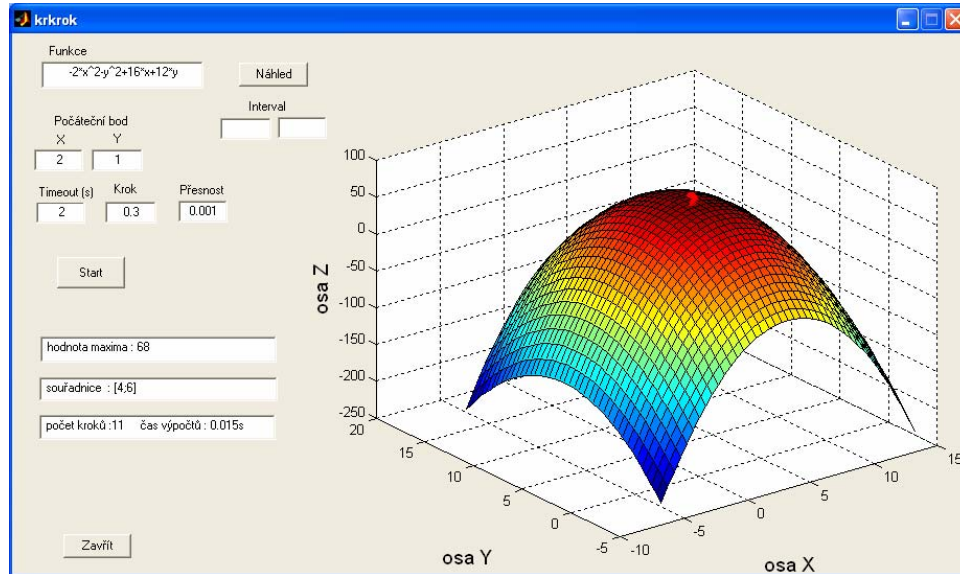 krkrok
Funkce
-2*x^2-y^2+16*x+12*y
Náhled
Interval
Počáteční bod
X Y
2 1
Timeout (s) Krok Přesnost
2 0.3 0.001
Start
hodnota maxima : 68
souřadnice : [4;6]
počet kroků :11 čas výpočtů : 0.015s
Zavřít
osa Z
100
50
0
-50
-100
-150
-200
-250
20
15
10
5
0
-5
osa Y
-10
-5
0
5
10
15
osa X